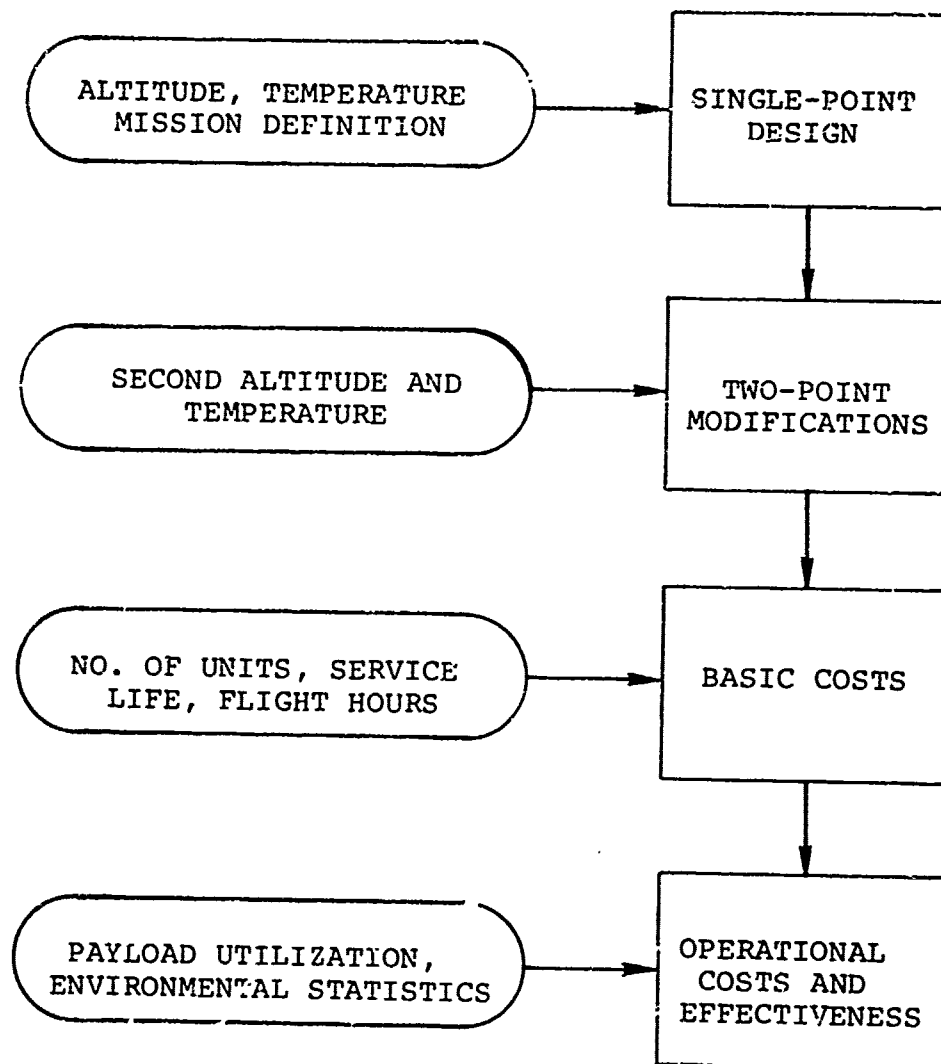 ALTITUDE, TEMPERATURE
MISSION DEFINITION
SINGLE-POINT
DESIGN
SECOND ALTITUDE AND
TEMPERATURE
TWO-POINT
MODIFICATIONS
NO. OF UNITS, SERVICE
LIFE, FLIGHT HOURS
BASIC COSTS
PAYLOAD UTILIZATION,
ENVIRONMENTAL STATISTICS
OPERATIONAL
COSTS AND
EFFECTIVENESS